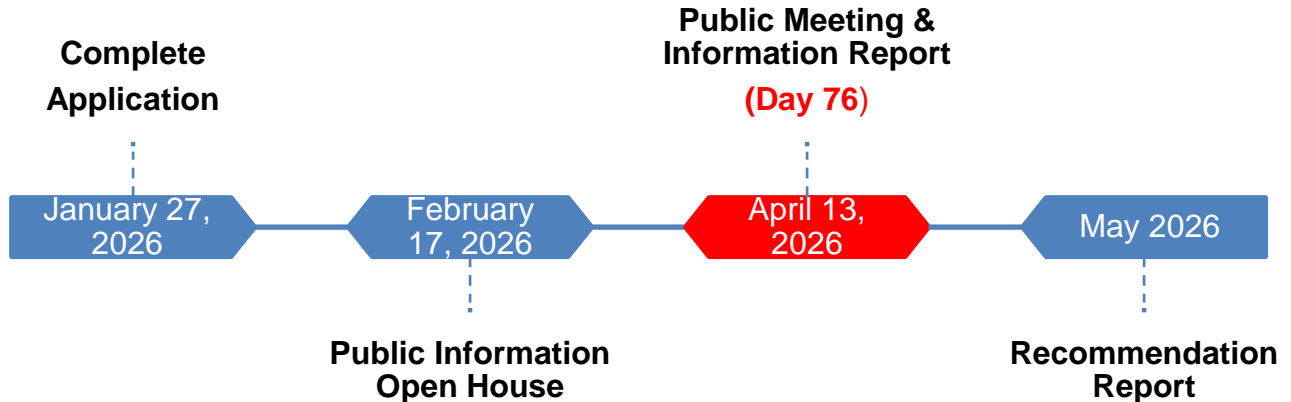 Complete
Application
January 27,
2026
February
17, 2026
Public Information
Open House
Public Meeting &
Information Report
(Day 76)
April 13,
2026
May 2026
Recommendation
Report